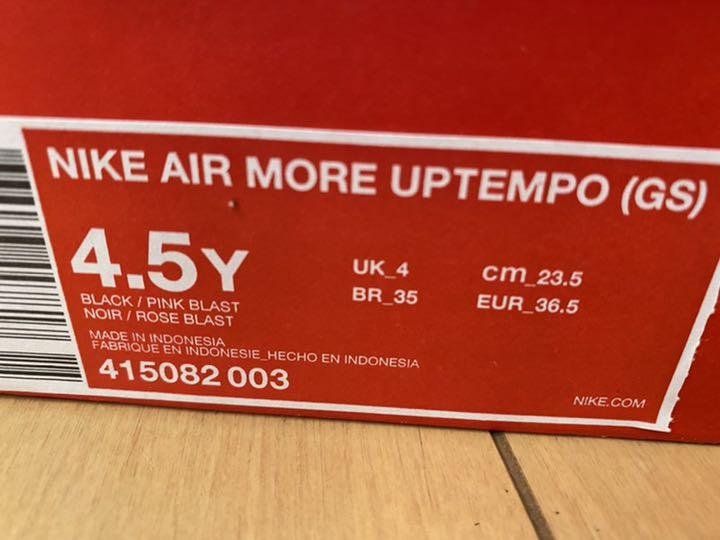 NIKE AIR MORE UPTEMPO (GS)
4.5Y
UK_4
cm_23.5
BR_35
EUR_36.5
BLACK / PINK BLAST
NOIR / ROSE BLAST
MADE IN INDONESIA
FABRIQUE EN INDONESIE_HECHO EN INDONESIA
415082 003
NIKE.COM